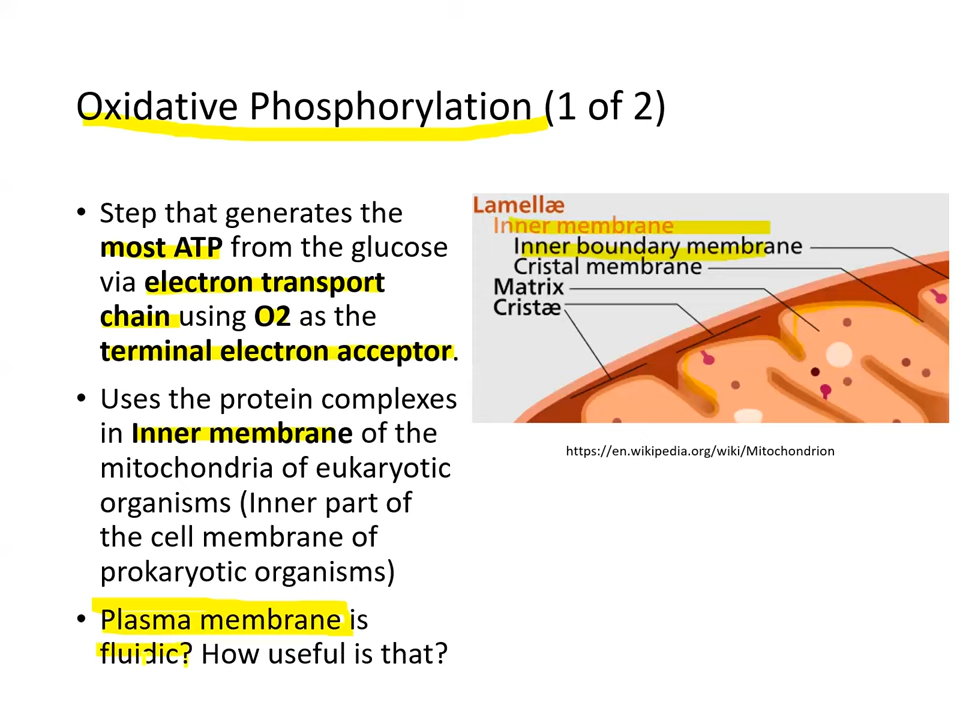 Oxidative Phosphorylation (1 of 2)
• Step that generates the
most ATP from the glucose
via electron transport
chain using O2 as the
terminal electron acceptor.
• Uses the protein complexes
in Inner membrane of the
mitochondria of eukaryotic
organisms (Inner part of
the cell membrane of
prokaryotic organisms)
• Plasma membrane is
fluidic? How useful is that?
Lamellæ
Inner membrane
Inner boundary membrane
Cristal membrane
Matrix
Cristæ
https://en.wikipedia.org/wiki/Mitochondrion